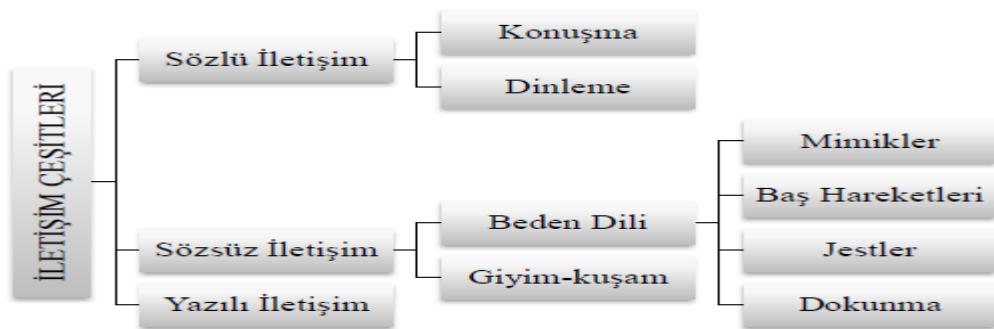 İLETİŞİM ÇEŞİTLERİ
Sözlü İletişim
Konuşma
Dinleme
Sözsüz İletişim
Beden Dili
Mimikler
Baş Hareketleri
Jestler
Dokunma
Giyim-kuşam
Yazılı İletişim